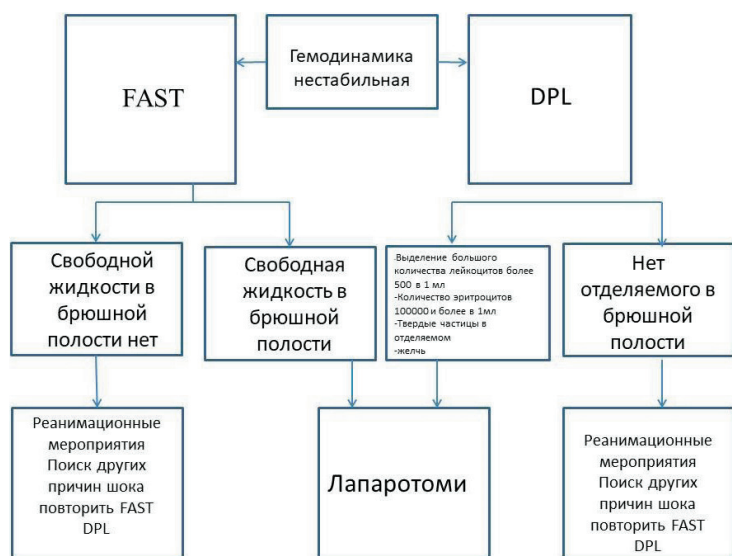 FAST
Гемодинамика
нестабильная
DPL
Свободной
жидкости в
брюшной
полости нет
Свободная
жидкость в
брюшной
полости
-Выделение большого
количества лейкоцитов более
500 в 1 мл
-Количество эритроцитов
100000 и более в 1мл
-Твердые частицы в
отделяемом
-желчь
Нет
отделяемого в
брюшной
полости
Реанимационные
мероприятия
Поиск других
причин шока
повторить FAST
DPL
Лапаротоми
Реанимационные
мероприятия
Поиск других
причин шока
повторить FAST
DPL